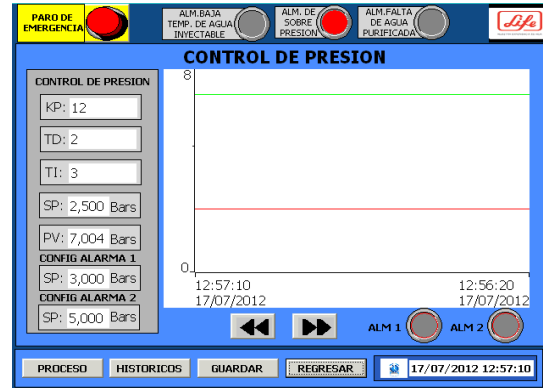 PARO DE
EMERGENCIA
ALM.BAJA
TEMP. DE AGUA
INYECTABLE
ALM. DE
SOBRE
PRESION
ALM.FALTA
DE AGUA
PURIFICADA
Life
CONTROL DE PRESION
CONTROL DE PRESION
KP: 12
TD: 2
TI: 3
SP: 2,500 Bars
PV: 7,004 Bars
CONFIG ALARMA 1
SP: 3,000 Bars
CONFIG ALARMA 2
SP: 5,000 Bars
8
0
12:57:10
17/07/2012
12:56:20
17/07/2012
ALM 1
ALM 2
PROCESO
HISTORICOS
GUARDAR
REGRESAR
17/07/2012 12:57:10